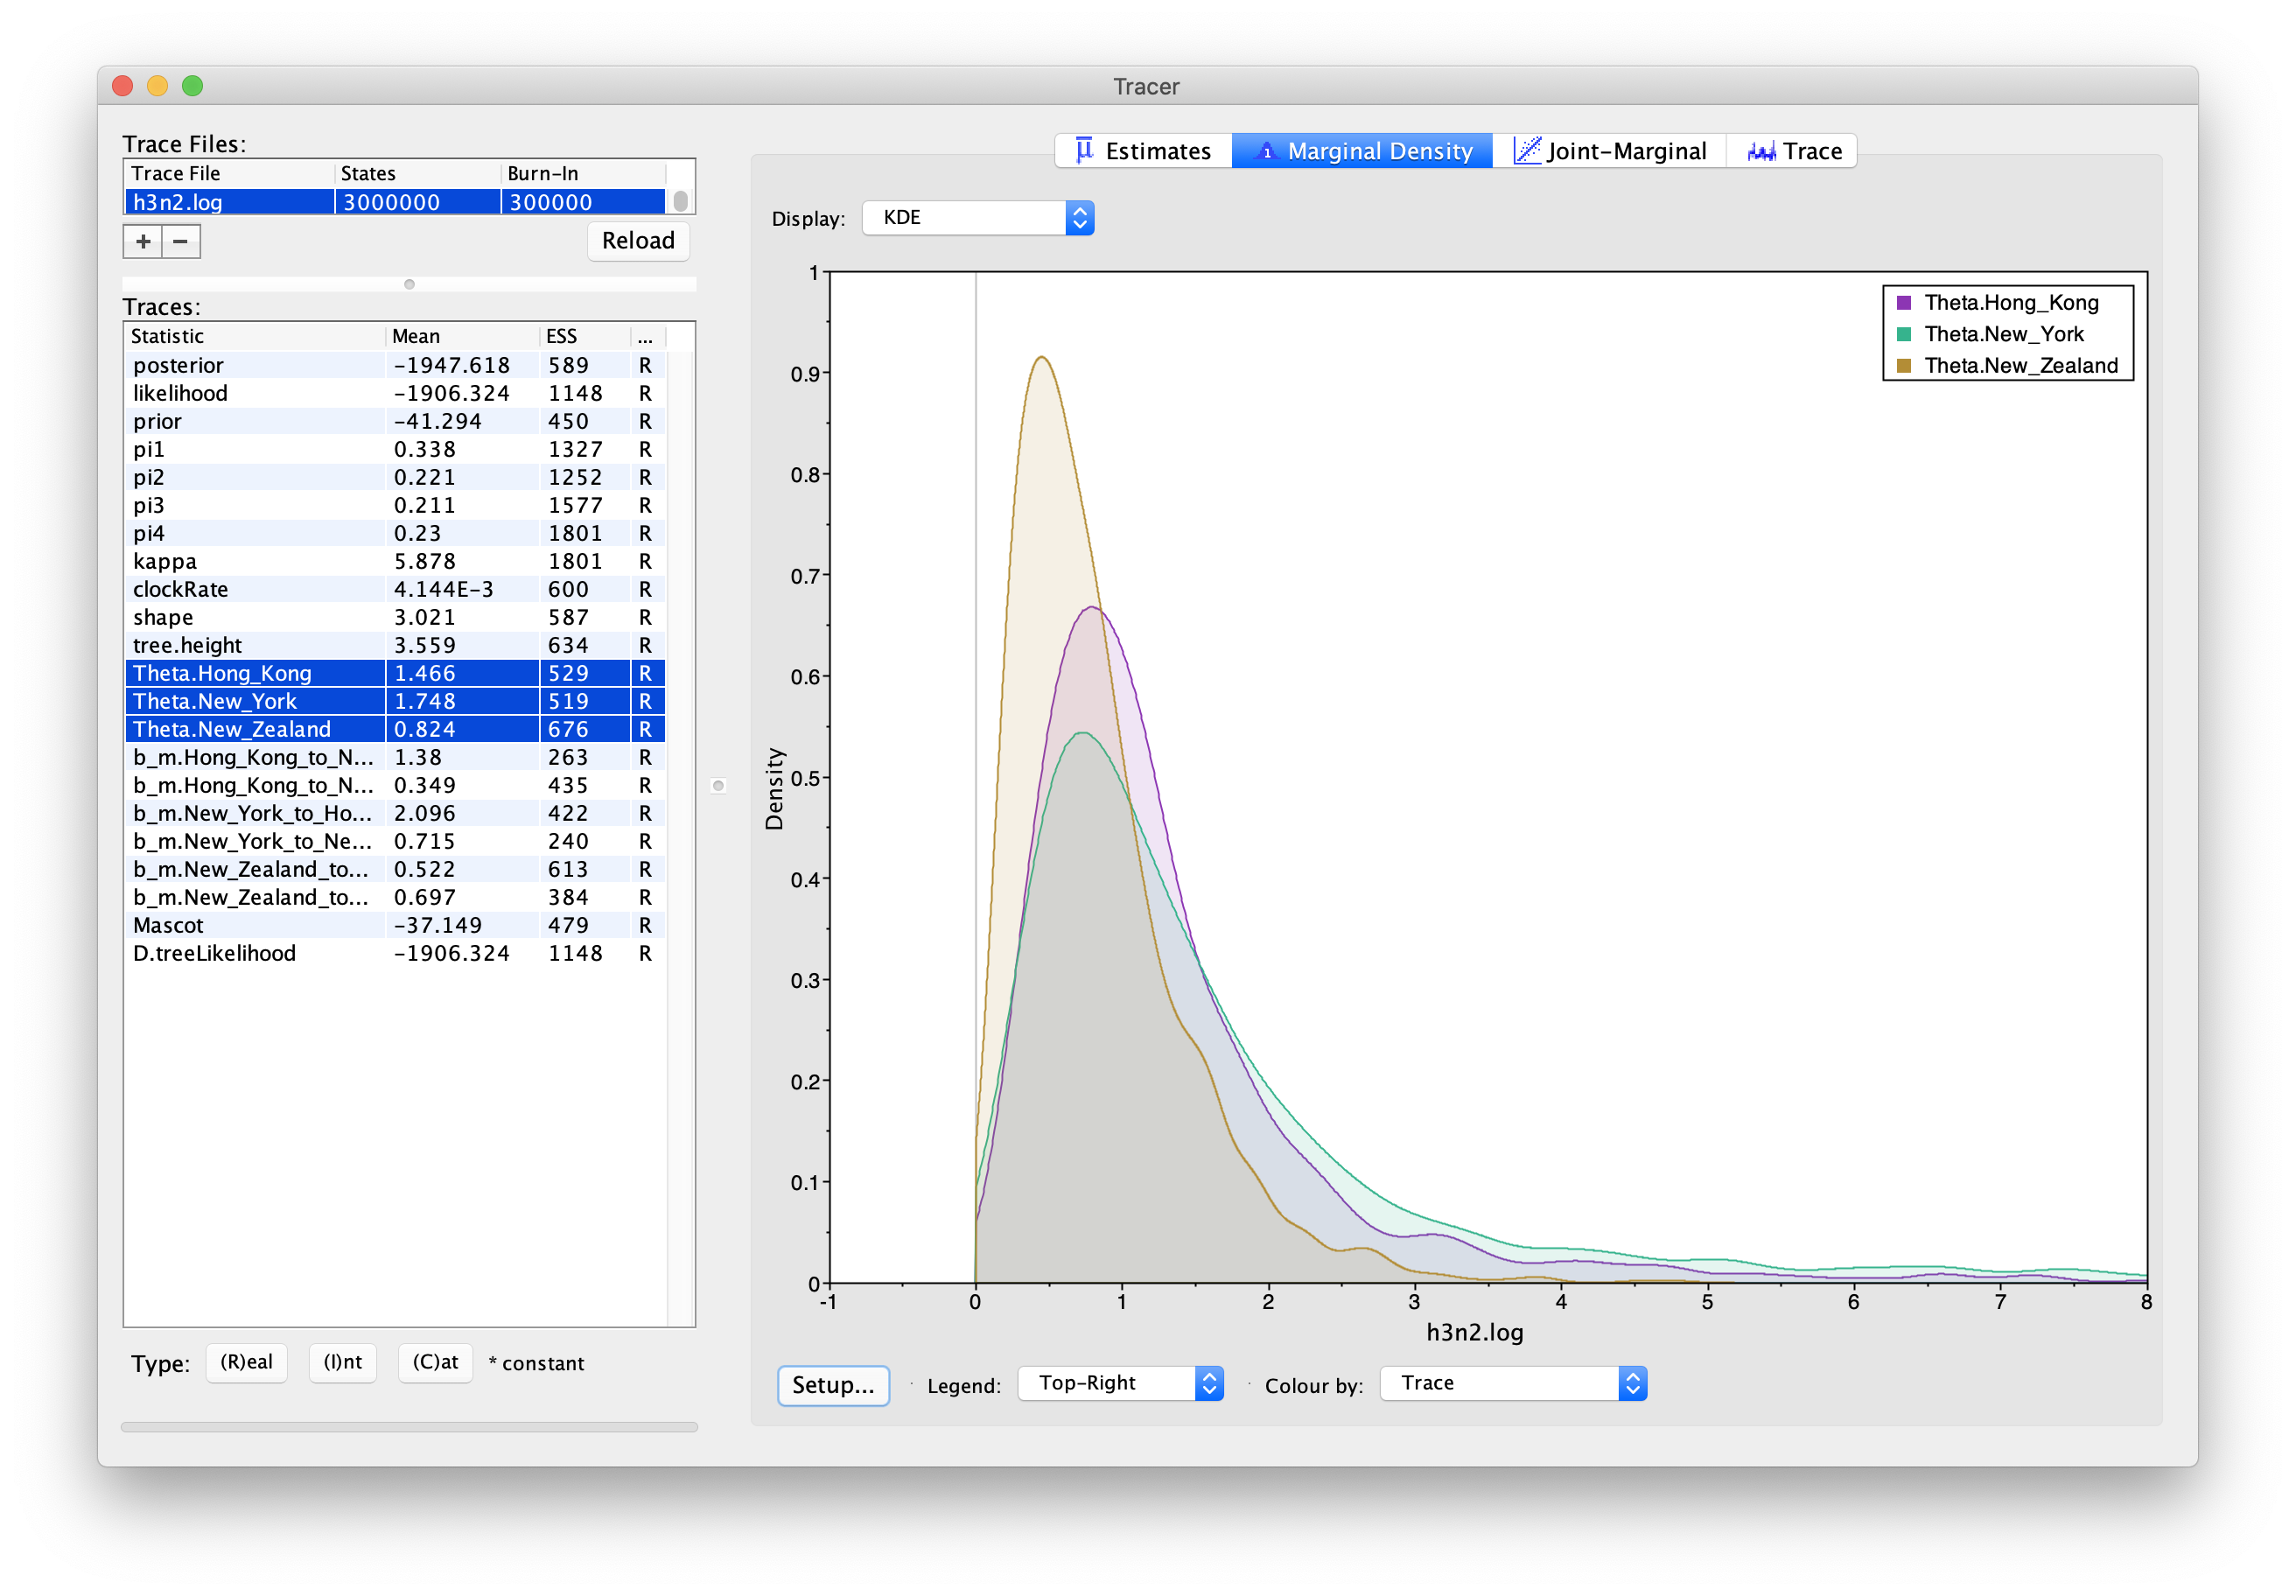 Tracer
Trace Files:
Trace File States Burn-In
h3n2.log 3000000 300000
+ − Reload
Traces:
Statistic Mean ESS ...
posterior −1947.618 589 R
likelihood −1906.324 1148 R
prior −41.294 450 R
pi1 0.338 1327 R
pi2 0.221 1252 R
pi3 0.211 1577 R
pi4 0.23 1801 R
kappa 5.878 1801 R
clockRate 4.144E−3 600 R
shape 3.021 587 R
tree.height 3.559 634 R
Theta.Hong_Kong 1.466 529 R
Theta.New_York 1.748 519 R
Theta.New_Zealand 0.824 676 R
b_m.Hong_Kong_to_N... 1.38 263 R
b_m.Hong_Kong_to_N... 0.349 435 R
b_m.New_York_to_Ho... 2.096 422 R
b_m.New_York_to_Ne... 0.715 240 R
b_m.New_Zealand_to... 0.522 613 R
b_m.New_Zealand_to... 0.697 384 R
Mascot −37.149 479 R
D.treeLikelihood −1906.324 1148 R
Type: (R)eal (I)nt (C)at * constant
Estimates Marginal Density Joint-Marginal Trace
Display: KDE
Theta.Hong_Kong
Theta.New_York
Theta.New_Zealand
1
0.9
0.8
0.7
0.6
0.5
0.4
0.3
0.2
0.1
0
Density
-1 0 1 2 3 4 5 6 7 8
h3n2.log
Setup... Legend: Top-Right Colour by: Trace